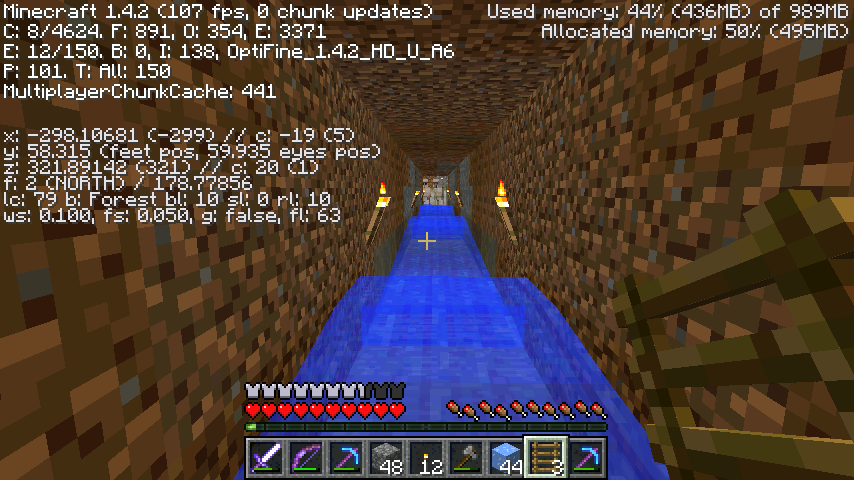 Minecraft 1.4.2 (107 fps, 0 chunk updates)
C: 8/4624. F: 891, O: 354, E: 3371
E: 12/150. B: 0, I: 138, OptiFine_1.4.2_HD_U_A6
P: 101. T: All: 150
MultiplayerChunkCache: 441
Used memory: 44% (436MB) of 989MB
Allocated memory: 50% (495MB)
x: -298.10681 (-299) // c: -19 (5)
y: 58.315 (feet pos, 59.935 eyes pos)
z: 321.89142 (321) // c: 20 (1)
f: 2 (NORTH) / 178.77856
lc: 79 b: Forest bl: 10 sl: 0 rl: 10
ws: 0.100, fs: 0.050, g: false, fl: 63
48 12 44 3